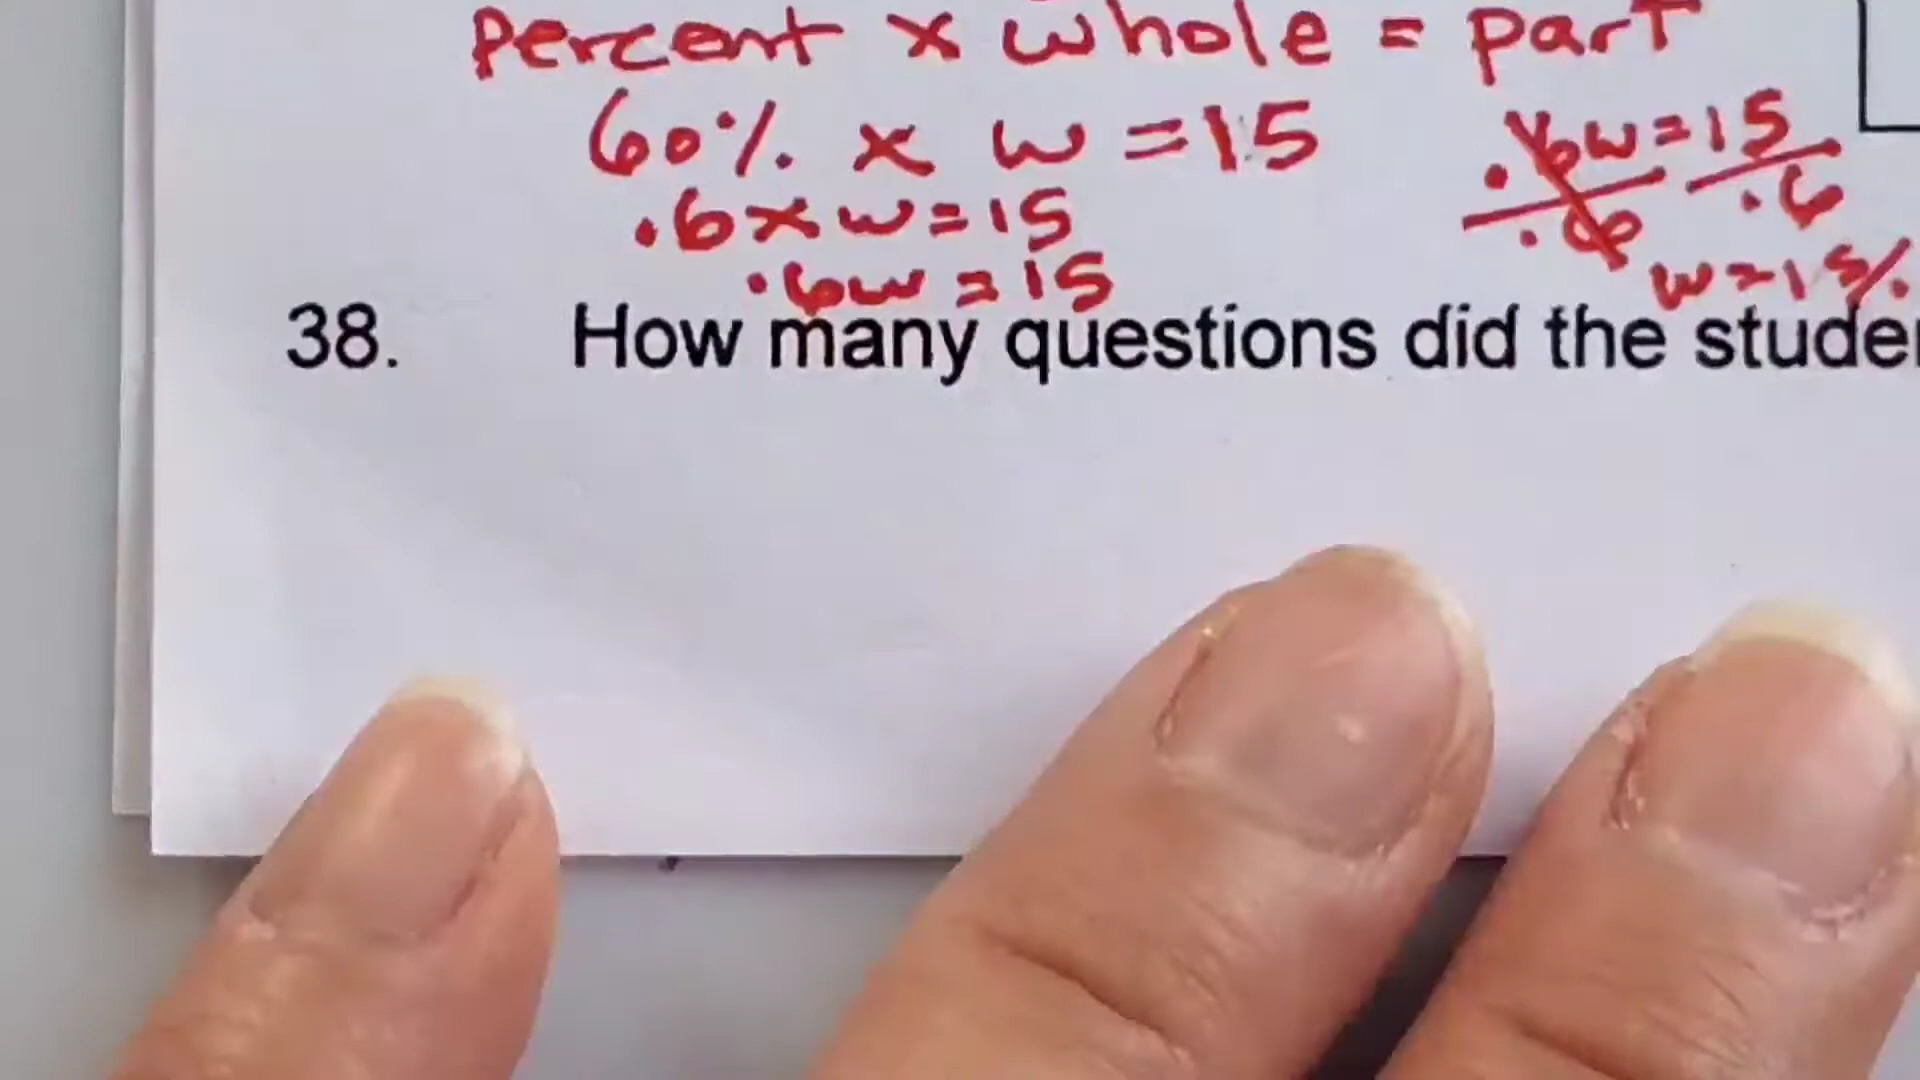 percent x whole = part
60% x w = 15
.6 x w = 15
.6w = 15
.6w = 15
.6 .6
w = 15/.
38. How many questions did the studen